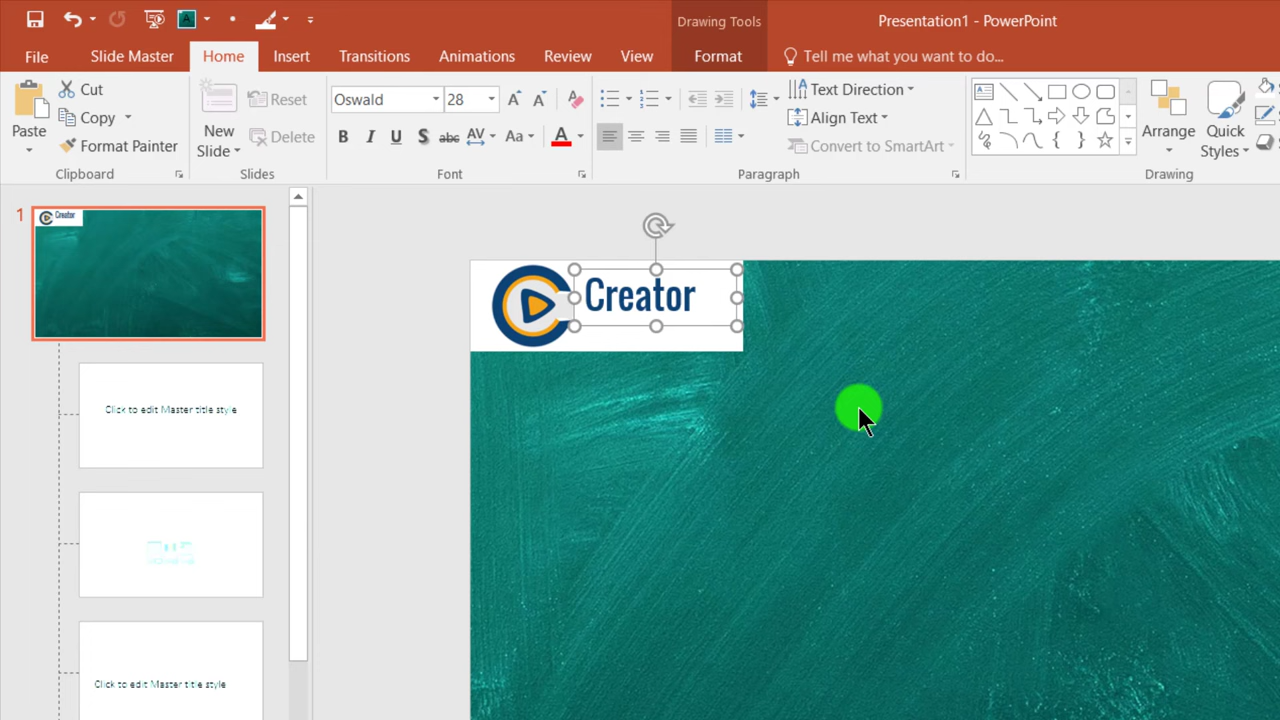 Drawing Tools
Presentation1 - PowerPoint
File
Slide Master
Home
Insert
Transitions
Animations
Review
View
Format
Tell me what you want to do...
Paste
Cut
Copy
Format Painter
Clipboard
New
Slide
Reset
Delete
Slides
Oswald
28
A A
B I U S abc AV Aa A
Font
Text Direction
Align Text
Convert to SmartArt
Paragraph
Arrange
Quick
Styles
Drawing
1
Creator
Click to edit Master title style
Click to edit Master title style
Creator